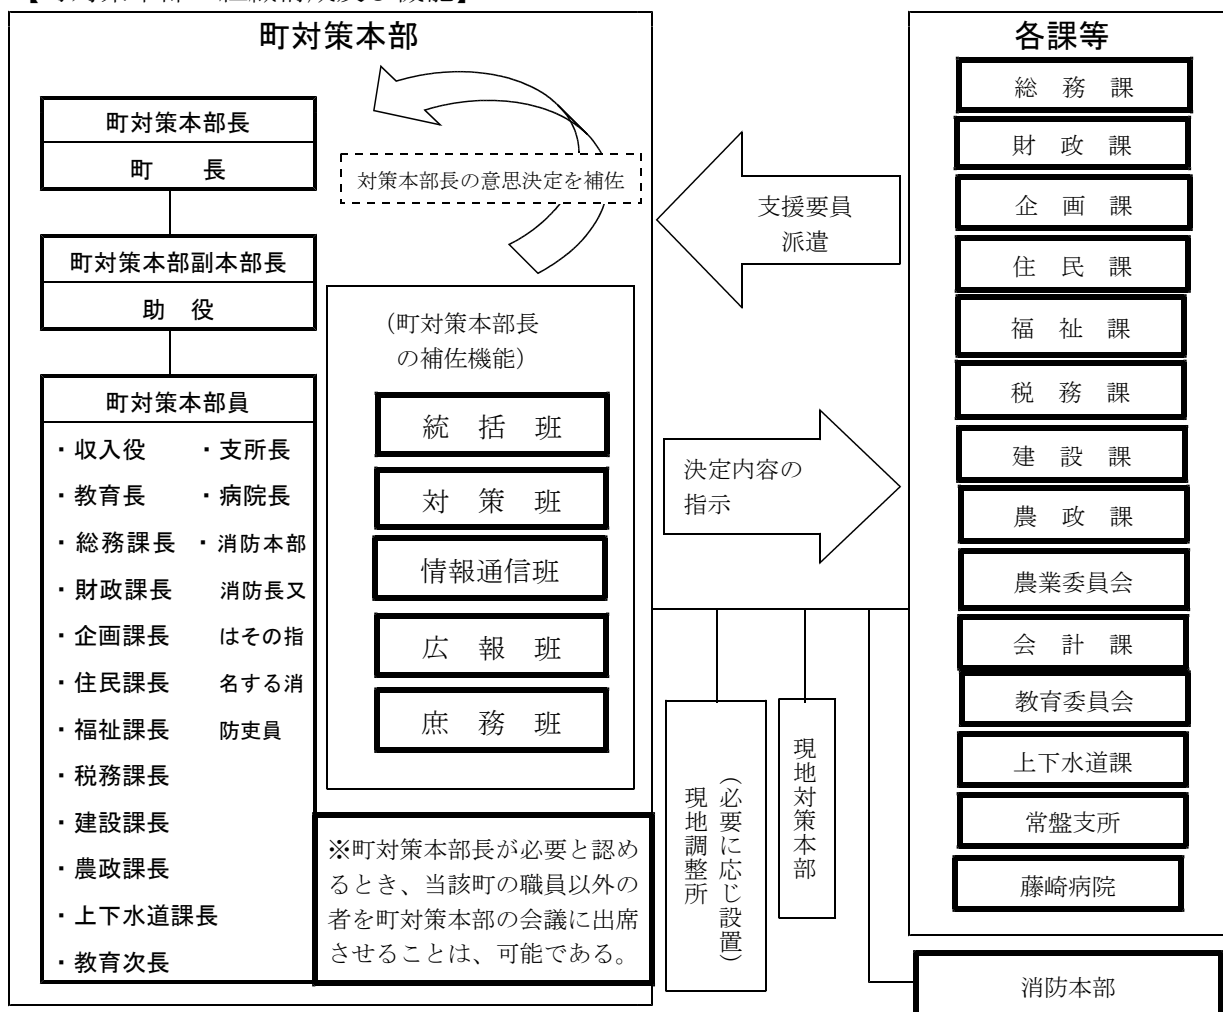 町対策本部
町対策本部長
町　　長
町対策本部副本部長
助　役
町対策本部員
・収入役
・教育長
・総務課長
・財政課長
・企画課長
・住民課長
・福祉課長
・税務課長
・建設課長
・農政課長
・上下水道課長
・教育次長
・支所長
・病院長
・消防本部
消防長又
はその指
名する消
防吏員
対策本部長の意思決定を補佐
（町対策本部長
の補佐機能）
統　括　班
対　策　班
情報通信班
広　報　班
庶　務　班
※町対策本部長が必要と認め
るとき、当該町の職員以外の
者を町対策本部の会議に出席
させることは、可能である。
支援要員
派遣
決定内容の
指示
現地調整所
（必要に応じ設置）
現地対策本部
各課等
総　務　課
財　政　課
企　画　課
住　民　課
福　祉　課
税　務　課
建　設　課
農　政　課
農業委員会
会　計　課
教育委員会
上下水道課
常盤支所
藤崎病院
消防本部